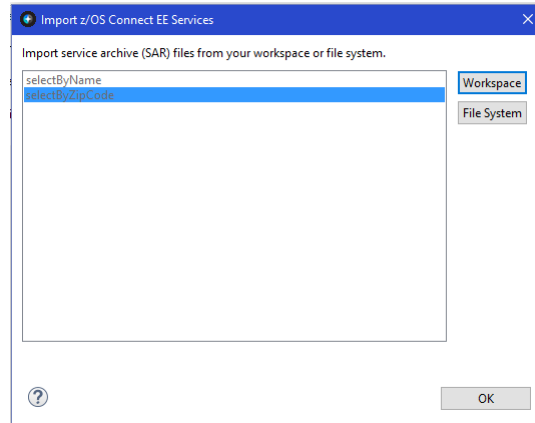 Import z/OS Connect EE Services
Import service archive (SAR) files from your workspace or file system.
selectByName
selectByZipCode
Workspace
File System
?
OK